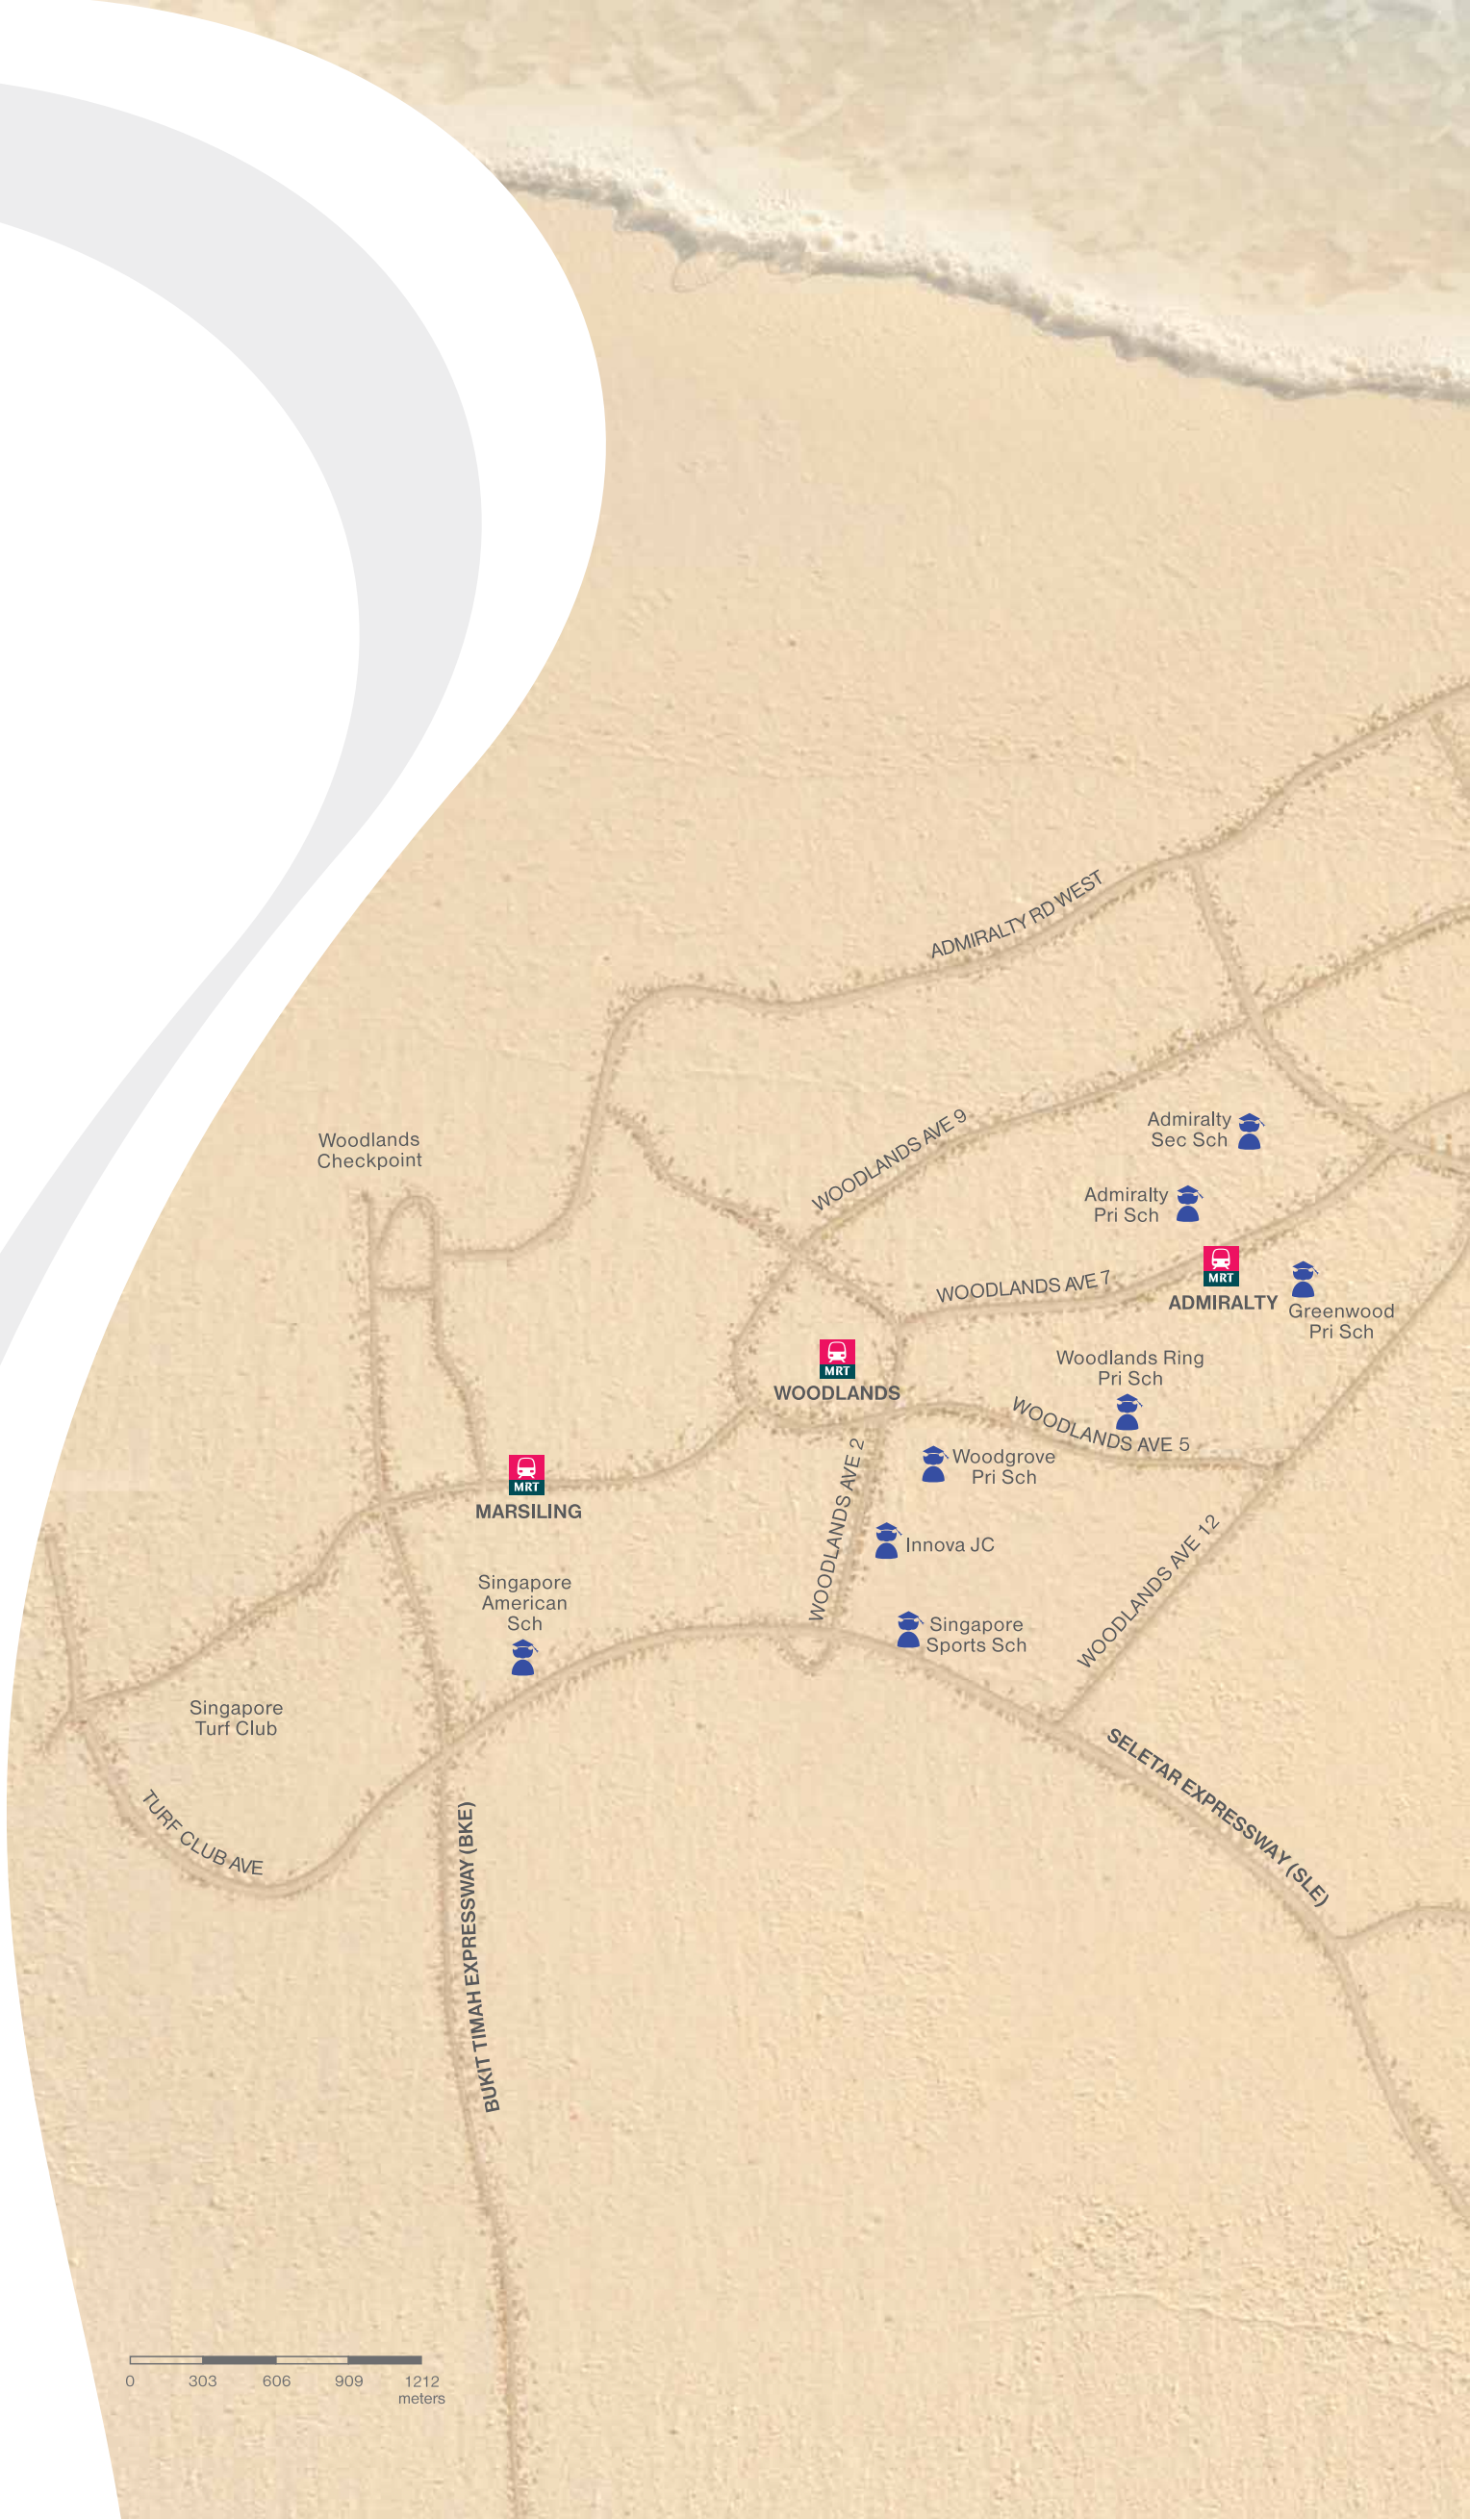 ADMIRALTY RD WEST
WOODLANDS AVE 9
Admiralty
Sec Sch
Woodlands
Checkpoint
Admiralty
Pri Sch
MRT
ADMIRALTY
WOODLANDS AVE 7
Greenwood
Pri Sch
MRT
WOODLANDS
Woodlands Ring
Pri Sch
WOODLANDS AVE 5
WOODLANDS AVE 2
Woodgrove
Pri Sch
MRT
MARSILING
Innova JC
WOODLANDS AVE 12
Singapore
American
Sch
Singapore
Sports Sch
Singapore
Turf Club
SELETAR EXPRESSWAY (SLE)
TURF CLUB AVE
BUKIT TIMAH EXPRESSWAY (BKE)
0 303 606 909 1212
meters